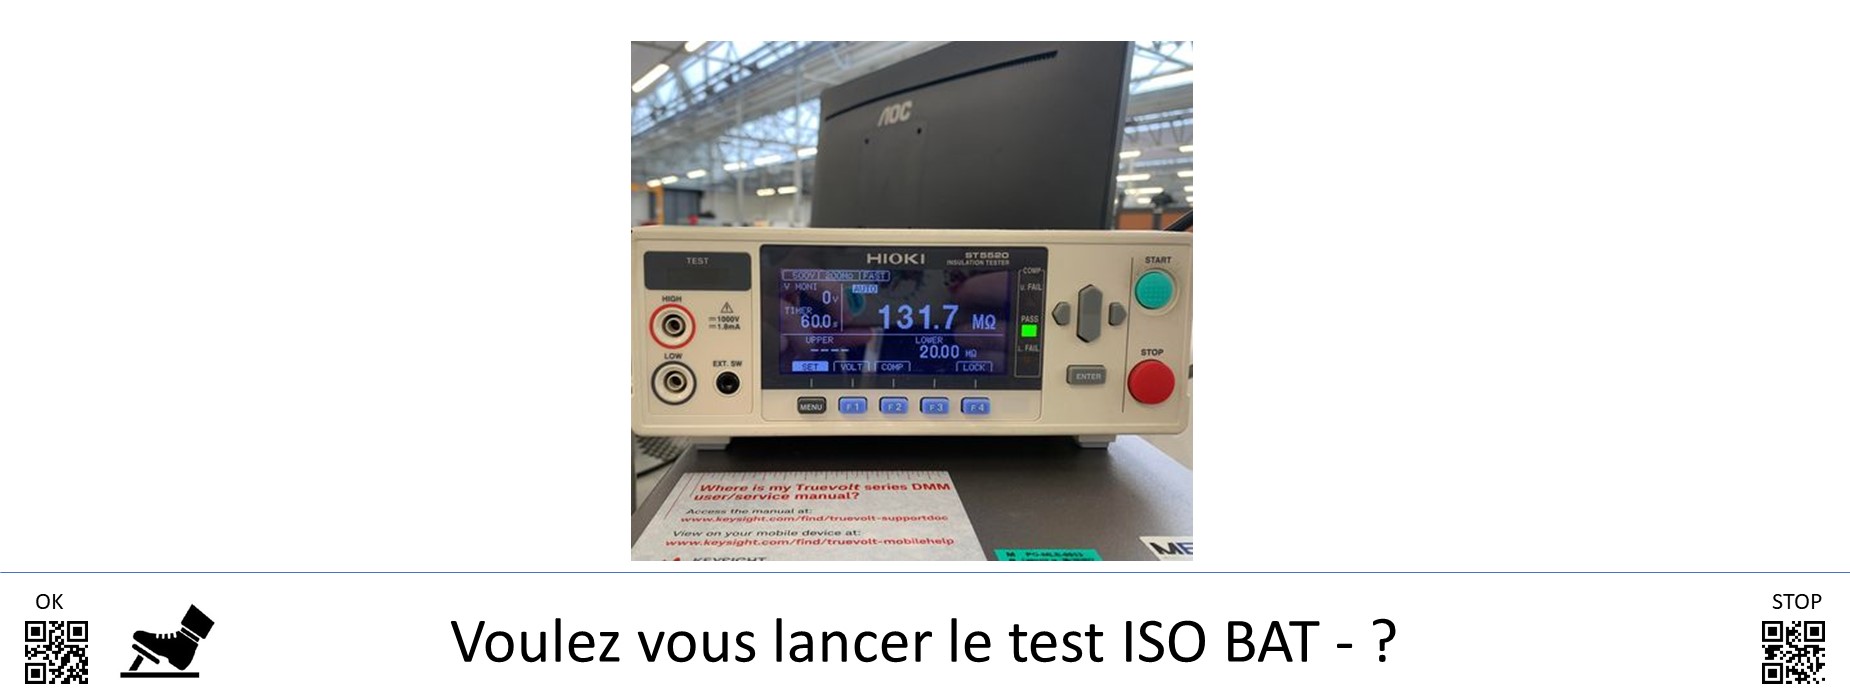 AOC
HIOKI
ST5520
INSULATION TESTER
TEST
HIGH
1000V
1.8mA
LOW
EXT. SW
500V 200MΩ FAST
V MONI
AUTO
0V
TIMER
60.0s
131.7 MΩ
UPPER
----
LOWER
20.00 MΩ
SET VOLT COMP LOCK
COMP
U. FAIL
PASS
L. FAIL
START
STOP
ENTER
MENU F1 F2 F3 F4
Where is my Truevolt series DMM
user/service manual?
Access the manual at:
www.keysight.com/find/truevolt-supportdoc
View on your mobile device at:
www.keysight.com/find/truevolt-mobilehelp
KEYSIGHT
OK
Voulez vous lancer le test ISO BAT - ?
STOP